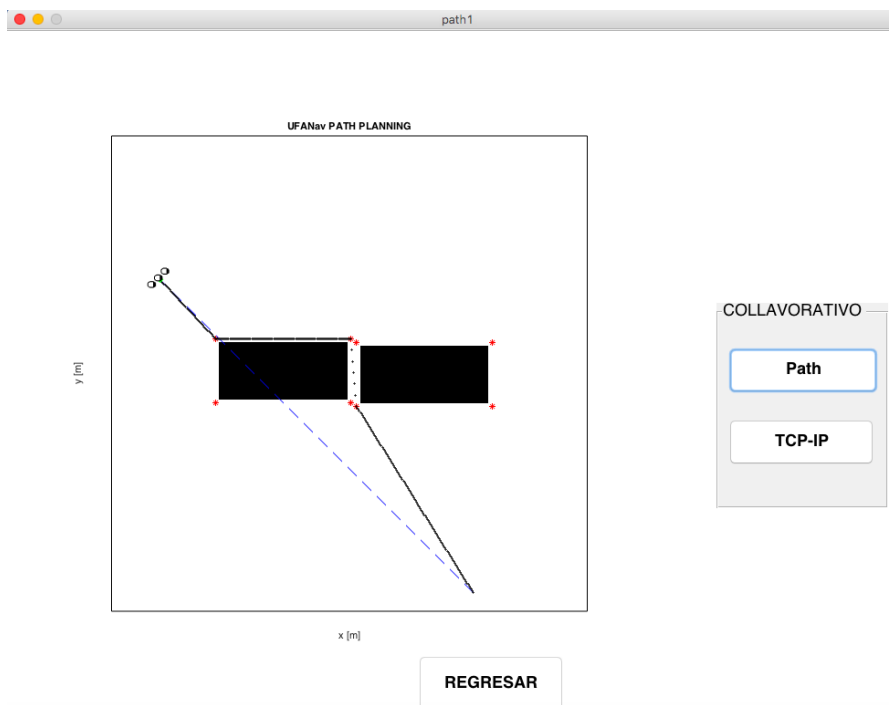 path1
UFANav PATH PLANNING
COLLAVORATIVO
Path
y [m]
TCP-IP
x [m]
REGRESAR